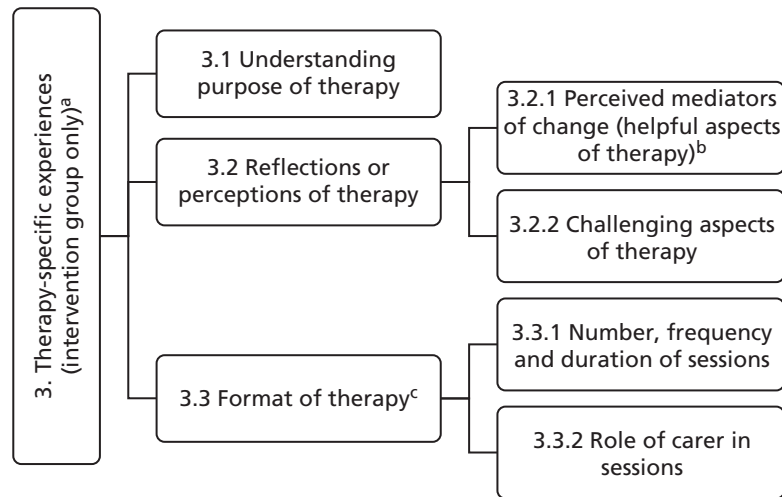 3. Therapy-specific experiences
(intervention group only)ᵃ
3.1 Understanding
purpose of therapy
3.2 Reflections or
perceptions of therapy
3.2.1 Perceived mediators
of change (helpful aspects
of therapy)ᵇ
3.2.2 Challenging aspects
of therapy
3.3 Format of therapyᶜ
3.3.1 Number, frequency
and duration of sessions
3.3.2 Role of carer in
sessions